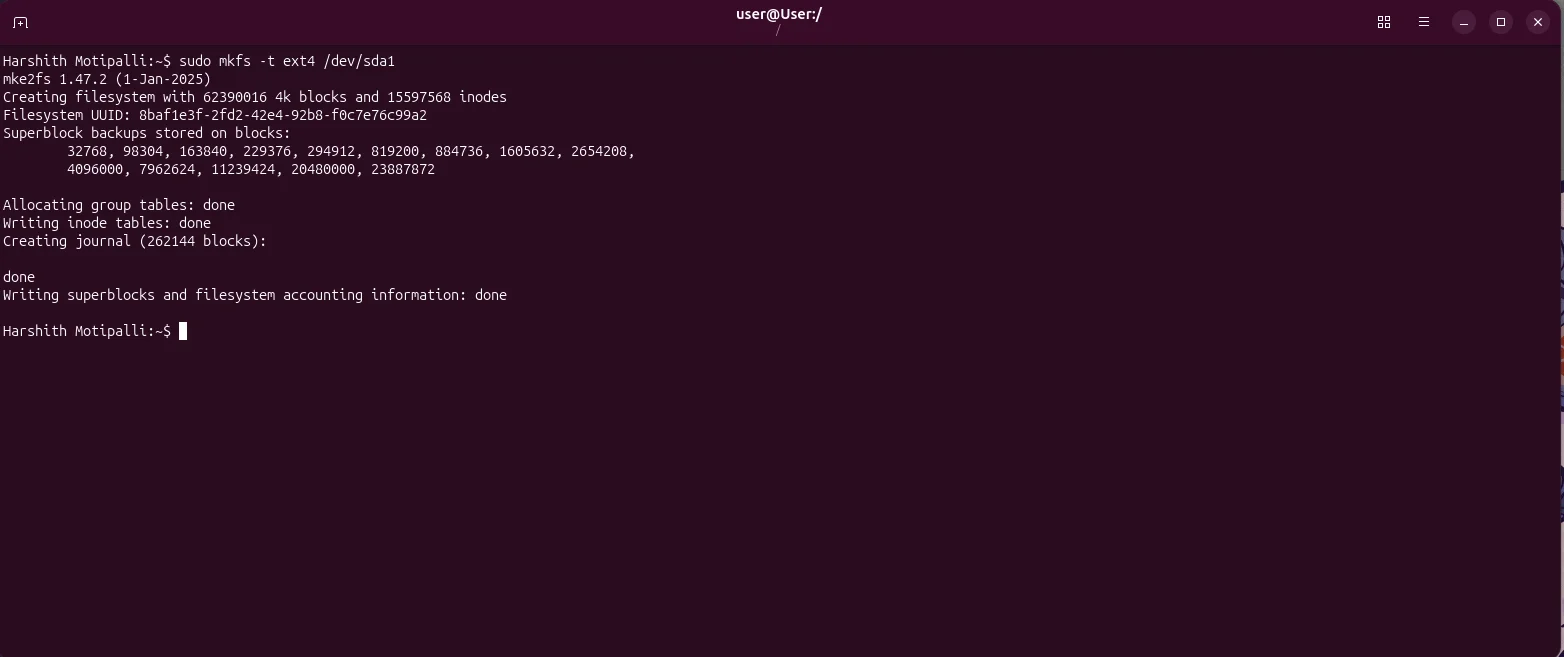 user@User:/
/
Harshith Motipalli:~$ sudo mkfs -t ext4 /dev/sda1
mke2fs 1.47.2 (1-Jan-2025)
Creating filesystem with 62390016 4k blocks and 15597568 inodes
Filesystem UUID: 8baf1e3f-2fd2-42e4-92b8-f0c7e76c99a2
Superblock backups stored on blocks:
        32768, 98304, 163840, 229376, 294912, 819200, 884736, 1605632, 2654208,
        4096000, 7962624, 11239424, 20480000, 23887872
Allocating group tables: done
Writing inode tables: done
Creating journal (262144 blocks):
done
Writing superblocks and filesystem accounting information: done
Harshith Motipalli:~$